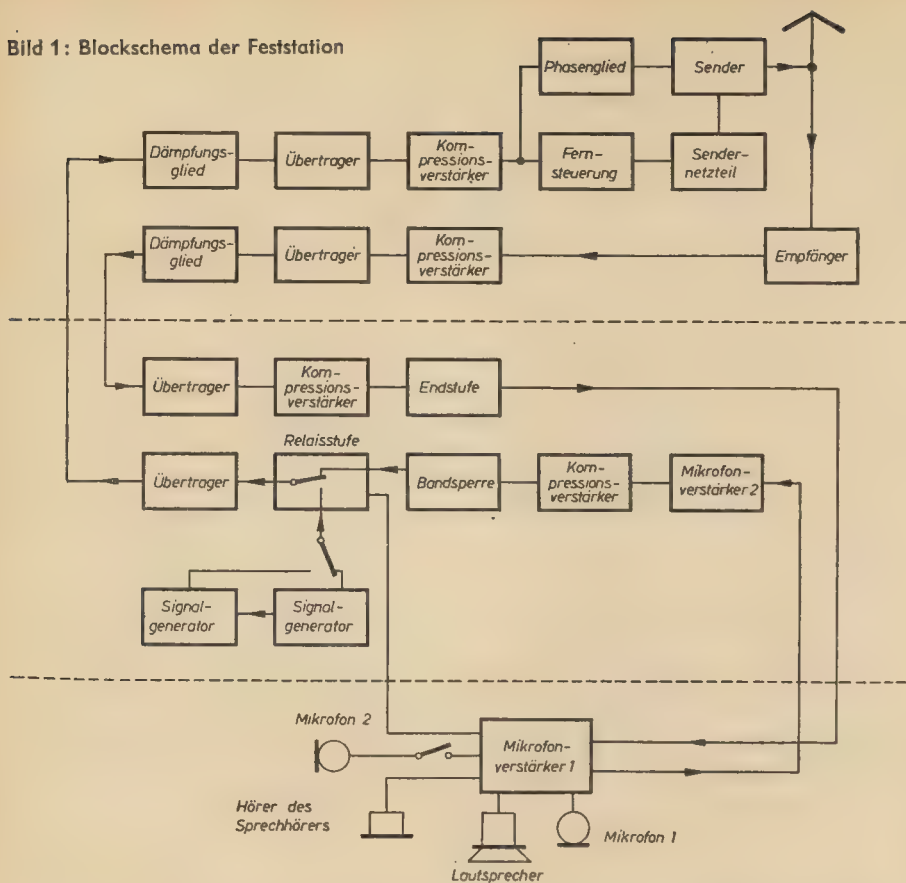 Bild 1: Blockschema der Feststation
Phasenglied
Sender
Dämpfungs-
glied
Übertrager
Kom-
pressions-
verstärker
Fern-
steuerung
Sender-
netzteil
Dämpfungs-
glied
Übertrager
Kom-
pressions-
verstärker
Empfänger
Übertrager
Kom-
pressions-
verstärker
Endstufe
Relaisstufe
Übertrager
Bandsperre
Kom-
pressions-
verstärker
Mikrofon-
verstärker 2
Signal-
generator
Signal-
generator
Mikrofon 2
Mikrofon-
verstärker 1
Hörer des
Sprechhörers
Mikrofon 1
Lautsprecher